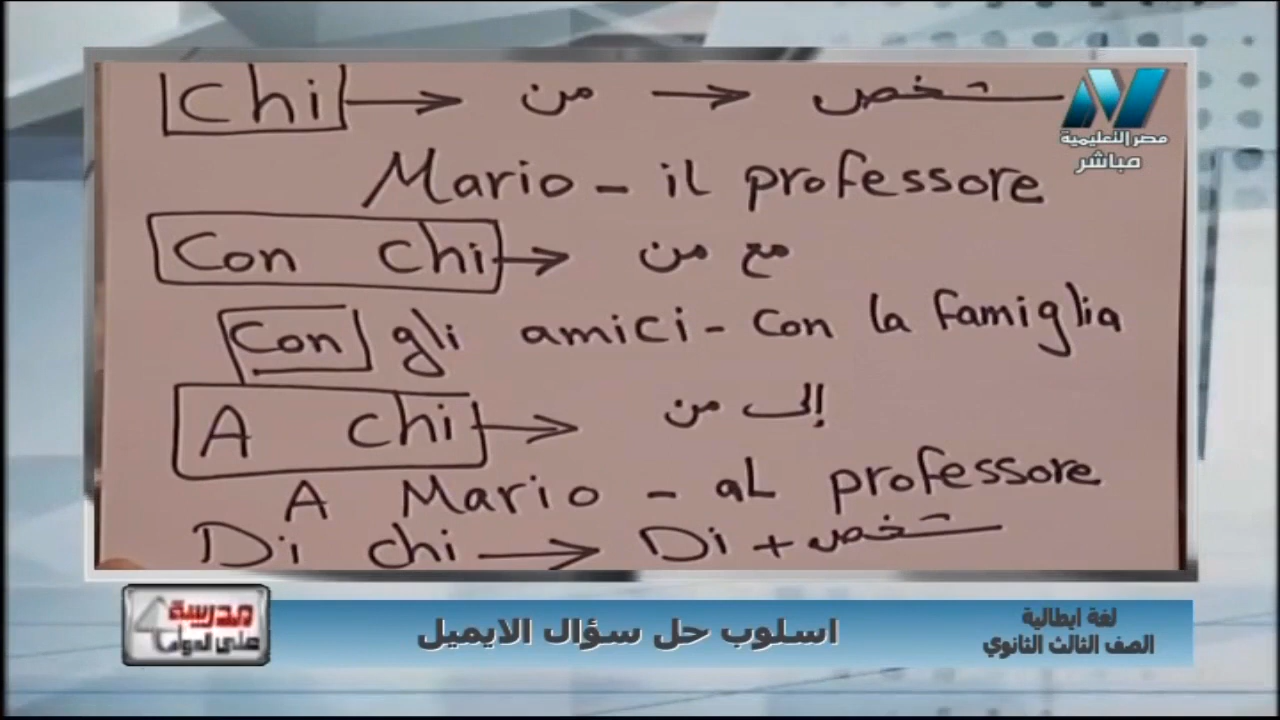 Chi → من → شخص
مصر التعليمية
مباشر
Mario - il professore
Con chi → مع من
Con gli amici - Con la famiglia
A chi → إلى من
A Mario - al professore
Di chi → Di + شخص
مدرسة
على الهواء
اسلوب حل سؤال الايميل
لغة ايطالية
الصف الثالث الثانوي